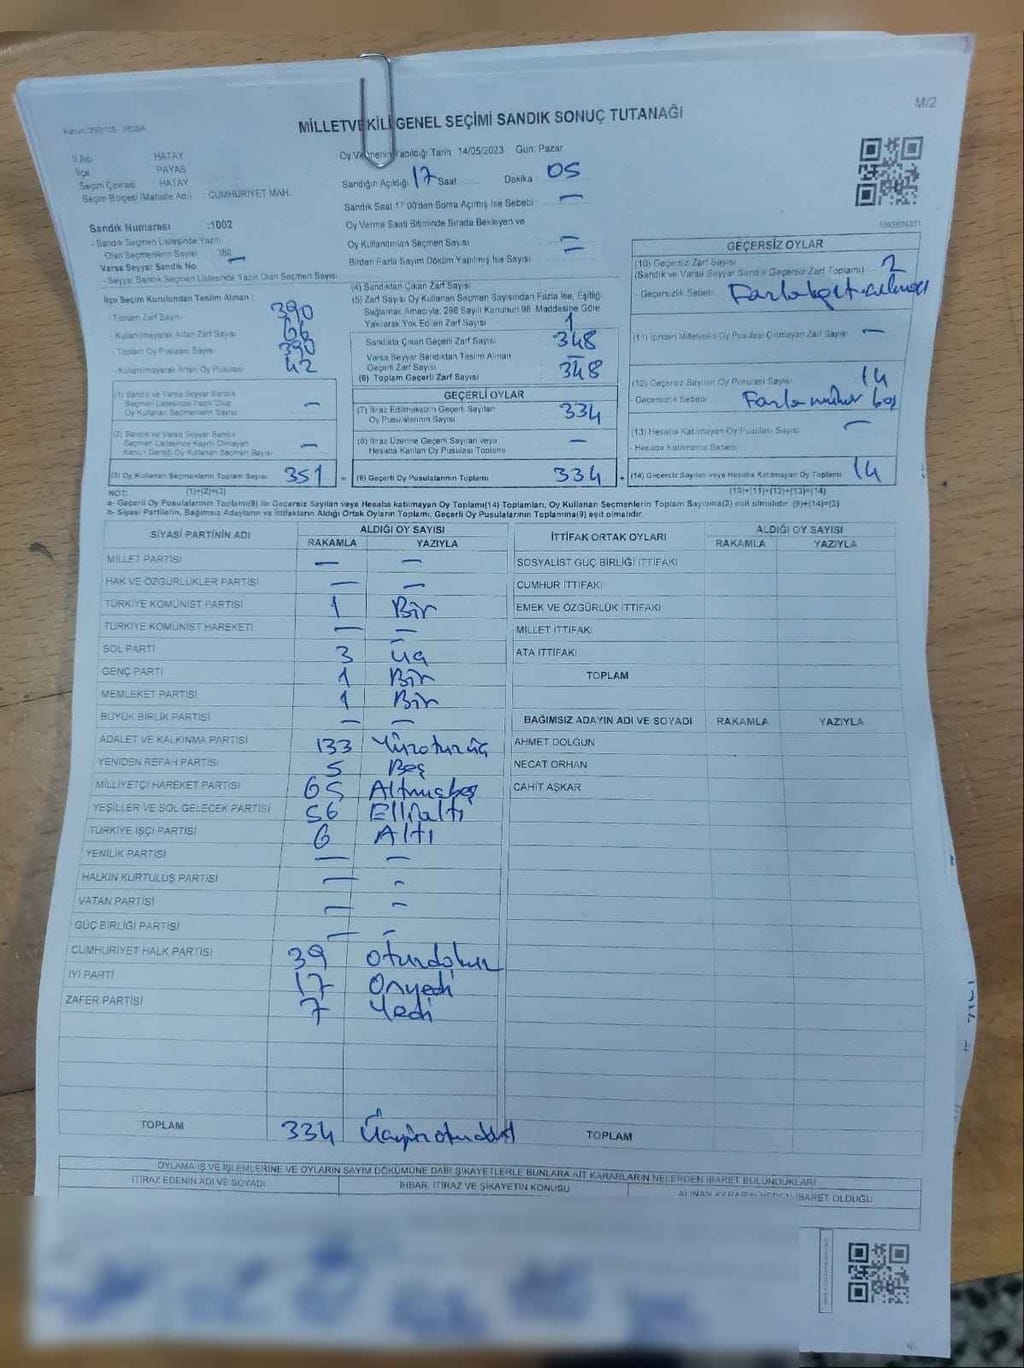 M/2
MİLLETVEKİLİ GENEL SEÇİMİ SANDIK SONUÇ TUTANAĞI
İl Adı HATAY
İlçe PAYAS
Seçim Çevresi HATAY
Seçim Bölgesi (Mahalle Adı) : CUMHURİYET MAH.
Sandık Numarası :1002
- Sandık Seçmen Listesinde Yazılı
Olan Seçmenlerin Sayısı
Varsa Seyyar Sandık No —
- Seyyar Sandık Seçmen Listesinde Yazılı Olan Seçmen Sayısı:
Oy Vermenin Yapıldığı Tarih 14/05/2023 Gün: Pazar
Sandığın Açıldığı 17 Saat Dakika : 05
Sandık Saat 17:00'den Sonra Açılmış İse Sebebi : —
Oy Verme Saati Bitiminde Sırada Bekleyen ve
Oy Kullandırılan Seçmen Sayısı —
Birden Fazla Sayım Döküm Yapılmış İse Sayısı : —
İlçe Seçim Kurulundan Teslim Alınan :
- Toplam Zarf Sayısı 390
- Kullanılmayarak Artan Zarf Sayısı
Toplam Oy Pusulası Sayısı 390
- Kullanılmayarak Artan Oy Pusulası 42
(1) Sandık ve Varsa Seyyar Sandık
Seçmen Listesinde Yazılı Olup
Oy Kullanan Seçmenlerin Sayısı —
(2) Sandık ve Varsa Seyyar Sandık
Seçmen Listesinde Kayıtlı Olmayan
Kanun Gereği Oy Kullanan Seçmen Sayısı —
(3) Oy Kullanan Seçmenlerin Toplam Sayısı 351
(1)+(2)=(3)
(4) Sandıktan Çıkan Zarf Sayısı
(5) Zarf Sayısı Oy Kullanan Seçmen Sayısından Fazla İse, Eşitliği
Sağlamak Amacıyla; 298 Sayılı Kanunun 98. Maddesine Göre
Yakılarak Yok Edilen Zarf Sayısı 1
Sandıkta Çıkan Geçerli Zarf Sayısı 348
Varsa Seyyar Sandıktan Teslim Alınan
Geçerli Zarf Sayısı —
(6) Toplam Geçerli Zarf Sayısı 348
GEÇERLİ OYLAR
(7) İtiraz Edilmeksizin Geçerli Sayılan
Oy Pusulalarının Sayısı 334
(8) İtiraz Üzerine Geçerli Sayılan veya
Hesaba Katılan Oy Pusulası Toplamı —
= (9) Geçerli Oy Pusulalarının Toplamı 334
GEÇERSİZ OYLAR
(10) Geçersiz Zarf Sayısı 2
(Sandık ve Varsa Seyyar Sandık Geçersiz Zarf Toplamı)
- Geçersizlik Sebebi:
(11) İçinden Milletvekili Oy Pusulası Çıkmayan Zarf Sayısı —
(12) Geçersiz Sayılan Oy Pusulası Sayısı 14
- Geçersizlik Sebebi Fazla mühür boş
(13) Hesaba Katılmayan Oy Pusulası Sayısı —
- Hesaba Katılmama Sebebi
+ (14) Geçersiz Sayılan veya Hesaba Katılmayan Oy Toplamı 14
(10)+(11)+(12)+(13)=(14)
NOT:
a- Geçerli Oy Pusulalarının Toplamı(9) ile Geçersiz Sayılan veya Hesaba katılmayan Oy Toplamı(14) Toplamları, Oy Kullanan Seçmenlerin Toplam Sayısına(3) eşit olmalıdır. (9)+(14)=(3)
b- Siyasi Partilerin, Bağımsız Adayların ve İttifakların Aldığı Ortak Oyların Toplamı, Geçerli Oy Pusulalarının Toplamına(9) eşit olmalıdır.
SİYASİ PARTİNİN ADI ALDIĞI OY SAYISI
RAKAMLA YAZIYLA
MİLLET PARTİSİ — —
HAK VE ÖZGÜRLÜKLER PARTİSİ — —
TÜRKİYE KOMÜNİST PARTİSİ 1 Bir
TÜRKİYE KOMÜNİST HAREKETİ — —
SOL PARTİ 3 Üç
GENÇ PARTİ 1 Bir
MEMLEKET PARTİSİ 1 Bir
BÜYÜK BİRLİK PARTİSİ — —
ADALET VE KALKINMA PARTİSİ 133 Yüzotuzüç
YENİDEN REFAH PARTİSİ 5 Beş
MİLLİYETÇİ HAREKET PARTİSİ 65 Altmışbeş
YEŞİLLER VE SOL GELECEK PARTİSİ 56 Ellialtı
TÜRKİYE İŞÇİ PARTİSİ 6 Altı
YENİLİK PARTİSİ — —
HALKIN KURTULUŞ PARTİSİ — —
VATAN PARTİSİ — —
GÜÇ BİRLİĞİ PARTİSİ — —
CUMHURİYET HALK PARTİSİ 39 Otuzdokuz
İYİ PARTİ 17 Onyedi
ZAFER PARTİSİ 7 Yedi
TOPLAM 334 Üçyüzotuzdört
İTTİFAK ORTAK OYLARI ALDIĞI OY SAYISI
RAKAMLA YAZIYLA
SOSYALİST GÜÇ BİRLİĞİ İTTİFAKI
CUMHUR İTTİFAKI
EMEK VE ÖZGÜRLÜK İTTİFAKI
MİLLET İTTİFAKI
ATA İTTİFAKI
TOPLAM
BAĞIMSIZ ADAYIN ADI VE SOYADI RAKAMLA YAZIYLA
AHMET DOLĞUN
NECAT ORHAN
CAHİT AŞKAR
TOPLAM
OYLAMA İŞ VE İŞLEMLERİNE VE OYLARIN SAYIM DÖKÜMÜNE DAİR ŞİKAYETLERLE BUNLARA AİT KARARLARIN NELERDEN İBARET BULUNDUKLARI
İTİRAZ EDENİN ADI VE SOYADI İHBAR, İTİRAZ VE ŞİKAYETİN KONUSU ALINAN KARARIN NEDEN İBARET OLDUĞU